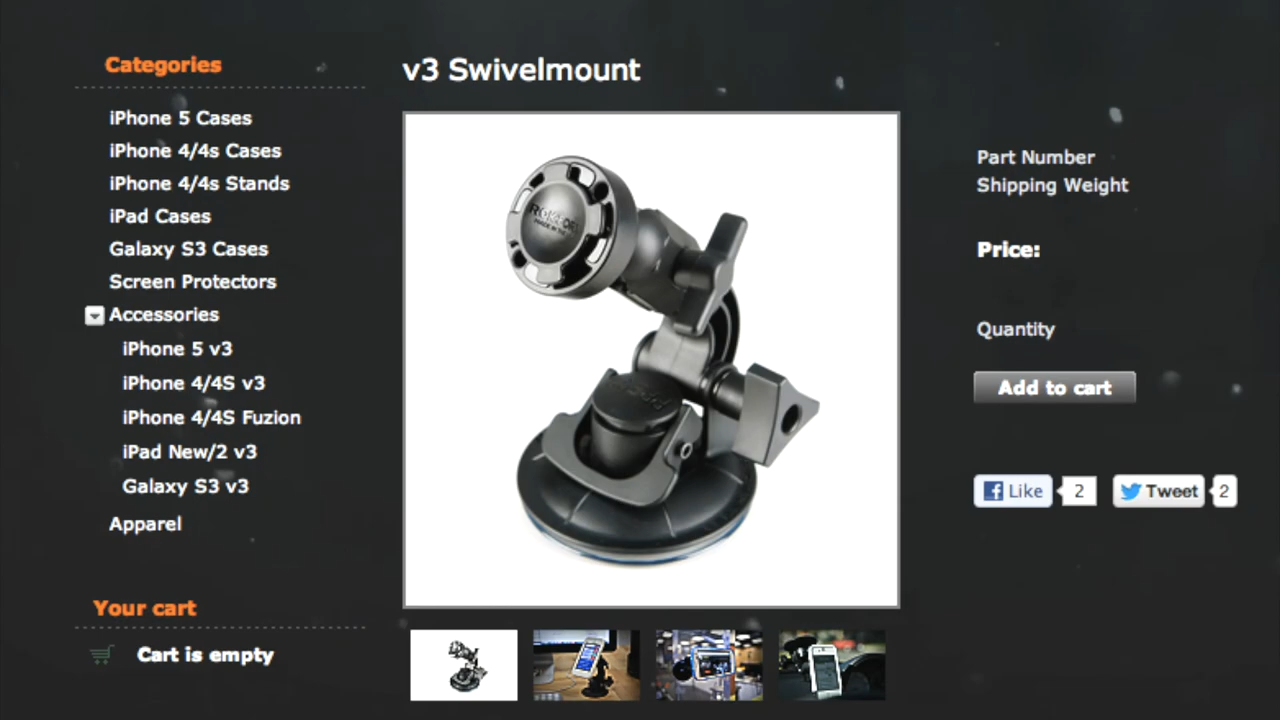 Categories
iPhone 5 Cases
iPhone 4/4s Cases
iPhone 4/4s Stands
iPad Cases
Galaxy S3 Cases
Screen Protectors
Accessories
iPhone 5 v3
iPhone 4/4S v3
iPhone 4/4S Fuzion
iPad New/2 v3
Galaxy S3 v3
Apparel
Your cart
Cart is empty
v3 Swivelmount
Part Number
Shipping Weight
Price:
Quantity
Add to cart
Like 2
Tweet 2